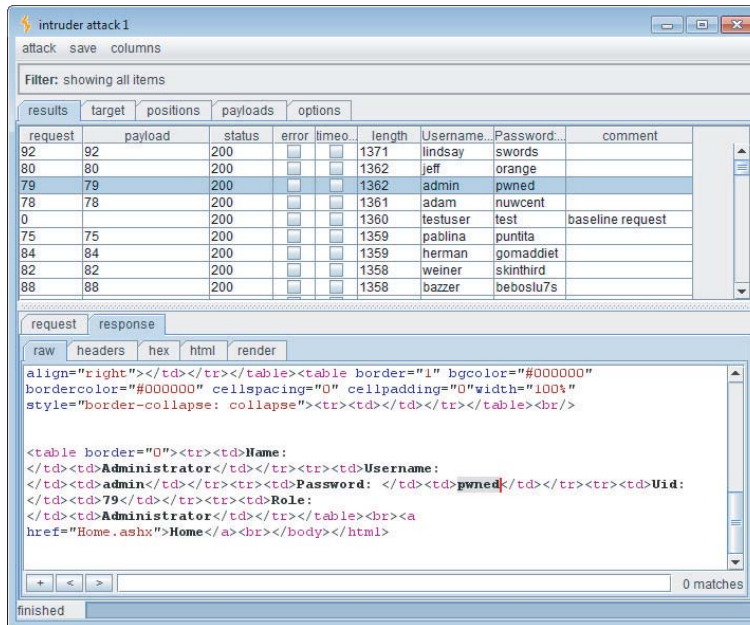 intruder attack 1
attack save columns
Filter: showing all items
results target positions payloads options
request payload status error timeo... length Username... Password:... comment
92 92 200 1371 lindsay swords
80 80 200 1362 jeff orange
79 79 200 1362 admin pwned
78 78 200 1361 adam nuwcent
0 200 1360 testuser test baseline request
75 75 200 1359 pablina puntita
84 84 200 1359 herman gomaddiet
82 82 200 1358 weiner skinthird
88 88 200 1358 bazzer beboslu7s
request response
raw headers hex html render
align="right"></td></tr></table><table border="1" bgcolor="#000000"
bordercolor="#000000" cellspacing="0" cellpadding="0"width="100%"
style="border-collapse: collapse"><tr><td></td></tr></table><br/>
<table border="0"><tr><td>Name:
</td><td>Administrator</td></tr><tr><td>Username:
</td><td>admin</td></tr><tr><td>Password: </td><td>pwned</td></tr><tr><td>Uid:
</td><td>79</td></tr><tr><td>Role:
</td><td>Administrator</td></tr></table><br><a
href="Home.ashx">Home</a><br></body></html>
+ < > 0 matches
finished